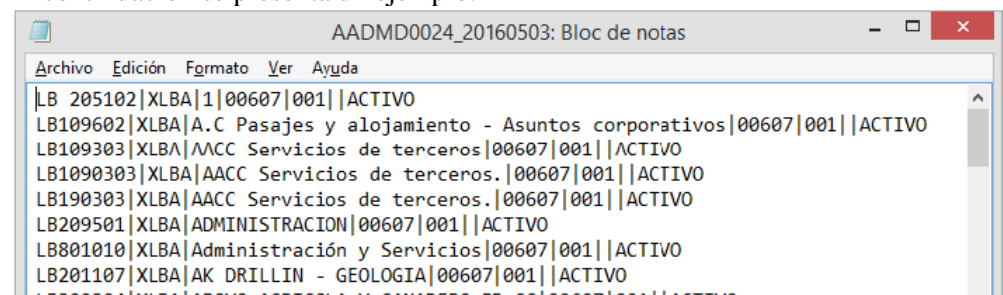 AADMD0024_20160503: Bloc de notas
Archivo Edición Formato Ver Ayuda
LB 205102|XLBA|1|00607|001||ACTIVO
LB109602|XLBA|A.C Pasajes y alojamiento - Asuntos corporativos|00607|001||ACTIVO
LB109303|XLBA|AACC Servicios de terceros|00607|001||ACTIVO
LB1090303|XLBA|AACC Servicios de terceros.|00607|001||ACTIVO
LB190303|XLBA|AACC Servicios de terceros.|00607|001||ACTIVO
LB209501|XLBA|ADMINISTRACION|00607|001||ACTIVO
LB801010|XLBA|Administración y Servicios|00607|001||ACTIVO
LB201107|XLBA|AK DRILLIN - GEOLOGIA|00607|001||ACTIVO